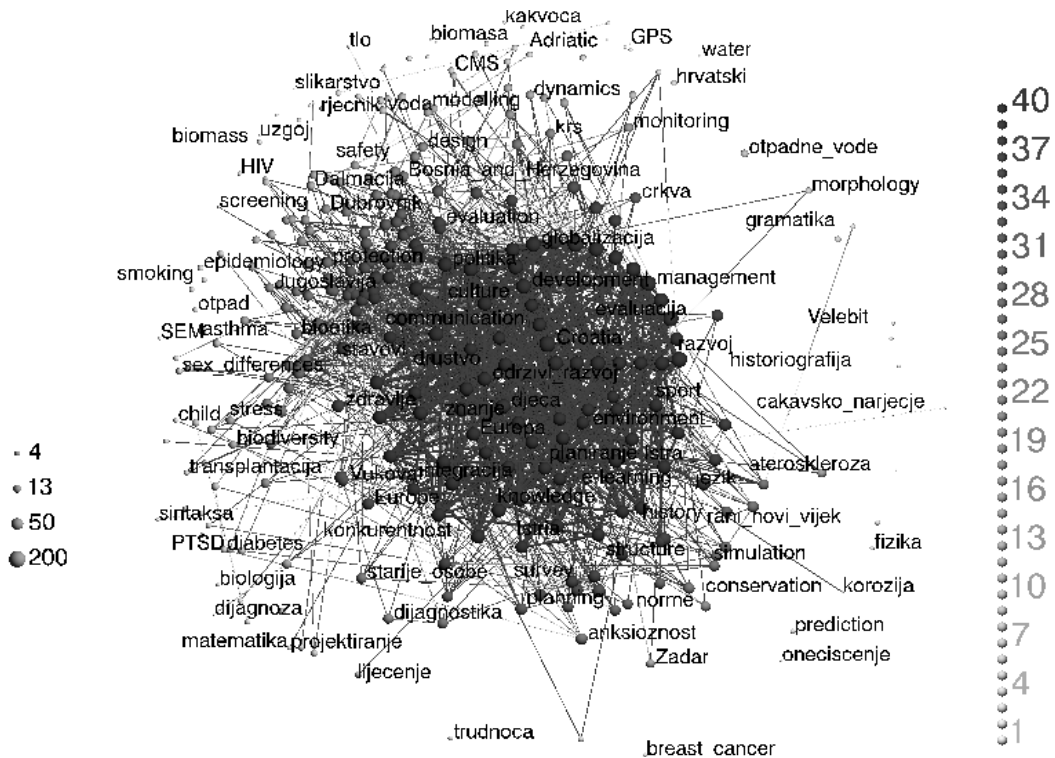 kakvoca
tlo
biomasa
Adriatic
GPS
water
CMS
hrvatski
slikarstvo
dynamics
rjecnik
voda
modelling
40
krs
monitoring
biomass
uzgoj
design
safety
otpadne_vode
37
HIV
Bosnia_and_Herzegovina
Dalmacija
crkva
morphology
34
screening
Dubrovnik
evaluation
gramatika
globalizacija
31
smoking
epidemiology
protection
politika
Jugoslavija
development
management
28
culture
otpad
evaluacija
communication
Velebit
SEM
asthma
bioetika
Croatia
25
stavovi
drustvo
razvoj
historiografija
sex_differences
odrzivi_razvoj
22
zdravlje
djeca
sport
cakavsko_narjecje
child
stress
znanje
environment
19
Europa
biodiversity
4
planiranje
Istra
transplantacija
integracija
ateroskleroza
Vukovar
e-learning
jezik
16
13
Europe
knowledge
sintaksa
history
rani_novi_vijek
50
konkurentnost
Istria
13
PTSD
diabetes
structure
simulation
fizika
200
biologija
starije_osobe
survey
conservation
korozija
10
dijagnoza
dijagnostika
planning
norme
7
matematika
projektiranje
anksioznost
prediction
lijecenje
Zadar
oneciscenje
4
trudnoca
1
breast_cancer